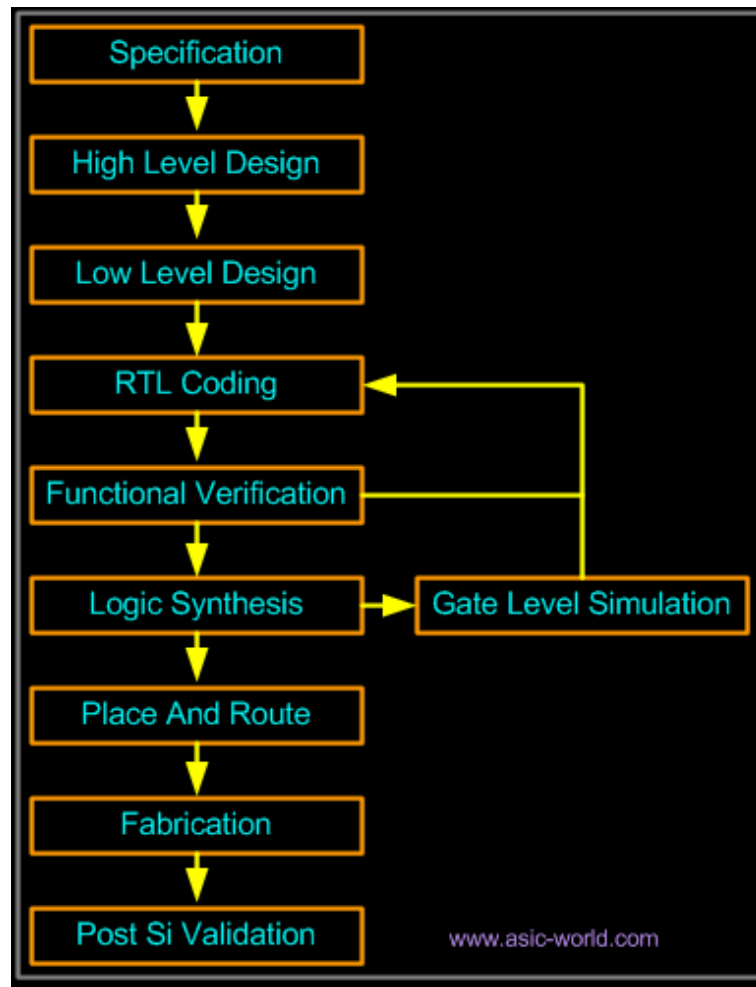 Specification
High Level Design
Low Level Design
RTL Coding
Functional Verification
Logic Synthesis
Gate Level Simulation
Place And Route
Fabrication
Post Si Validation
www.asic-world.com